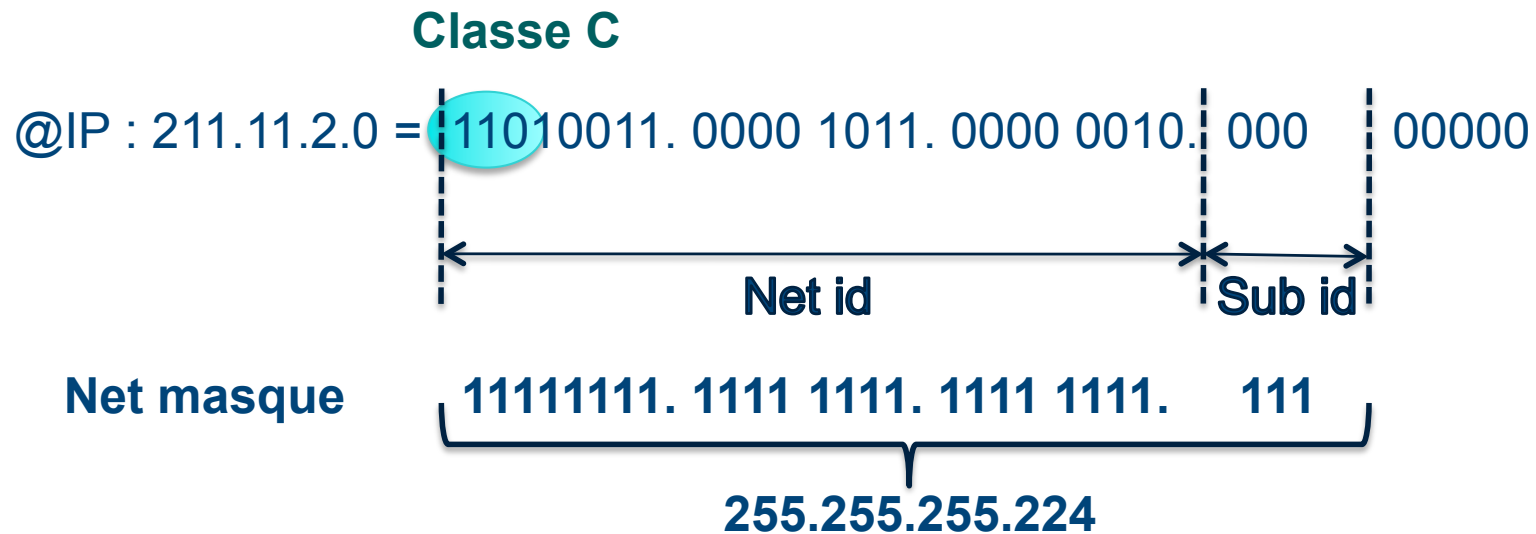 Classe C
@IP : 211.11.2.0 = 11010011. 0000 1011. 0000 0010. 000 00000
Net id Sub id
Net masque 11111111. 1111 1111. 1111 1111. 111
255.255.255.224